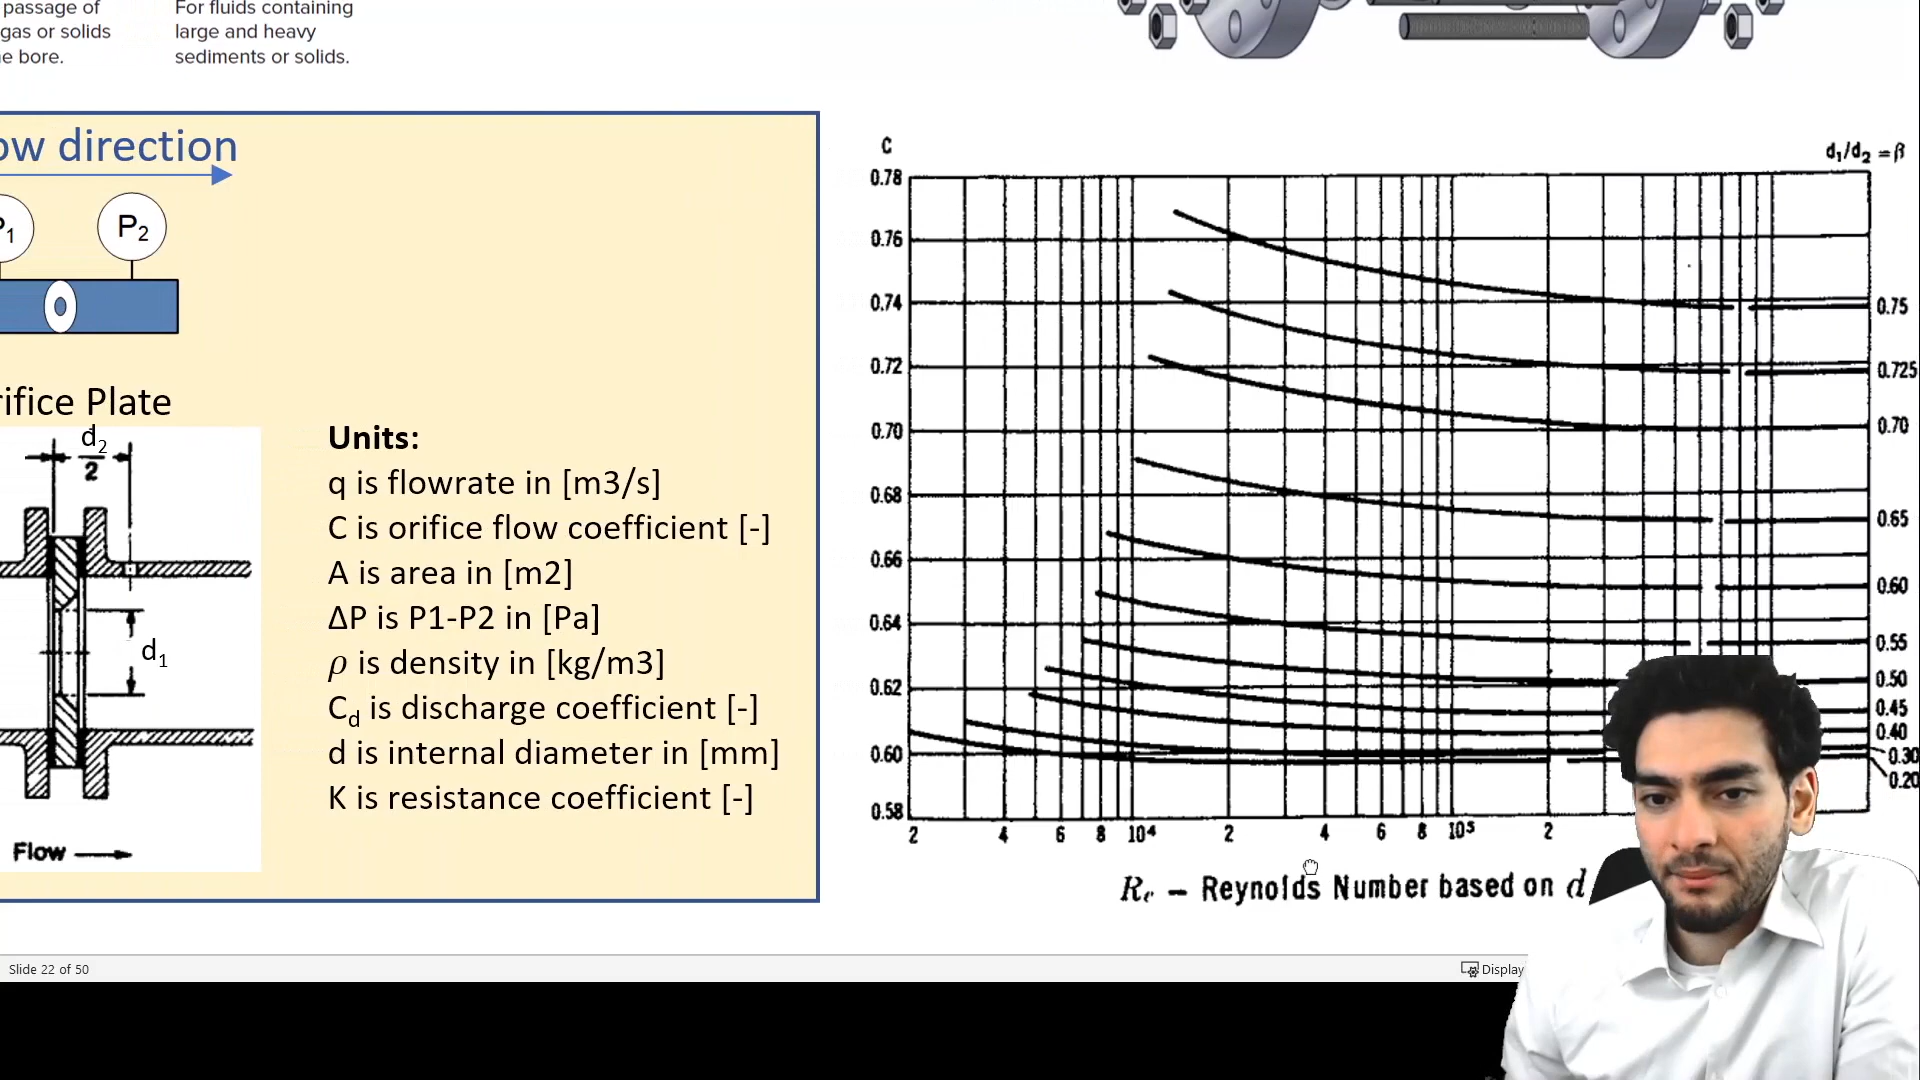 passage of
gas or solids
e bore.
For fluids containing
large and heavy
sediments or solids.
ow direction
P1
P2
ifice Plate
d2
2
d1
Flow
Units:
q is flowrate in [m3/s]
C is orifice flow coefficient [-]
A is area in [m2]
ΔP is P1-P2 in [Pa]
ρ is density in [kg/m3]
Cd is discharge coefficient [-]
d is internal diameter in [mm]
K is resistance coefficient [-]
C
d₁/d₂ = β
0.78
0.76
0.74
0.72
0.70
0.68
0.66
0.64
0.62
0.60
0.58
0.75
0.725
0.70
0.65
0.60
0.55
0.50
0.45
0.40
0.30
0.20
2 4 6 8 10⁴ 2 4 6 8 10⁵ 2
Re – Reynolds Number based on d
Slide 22 of 50
Display